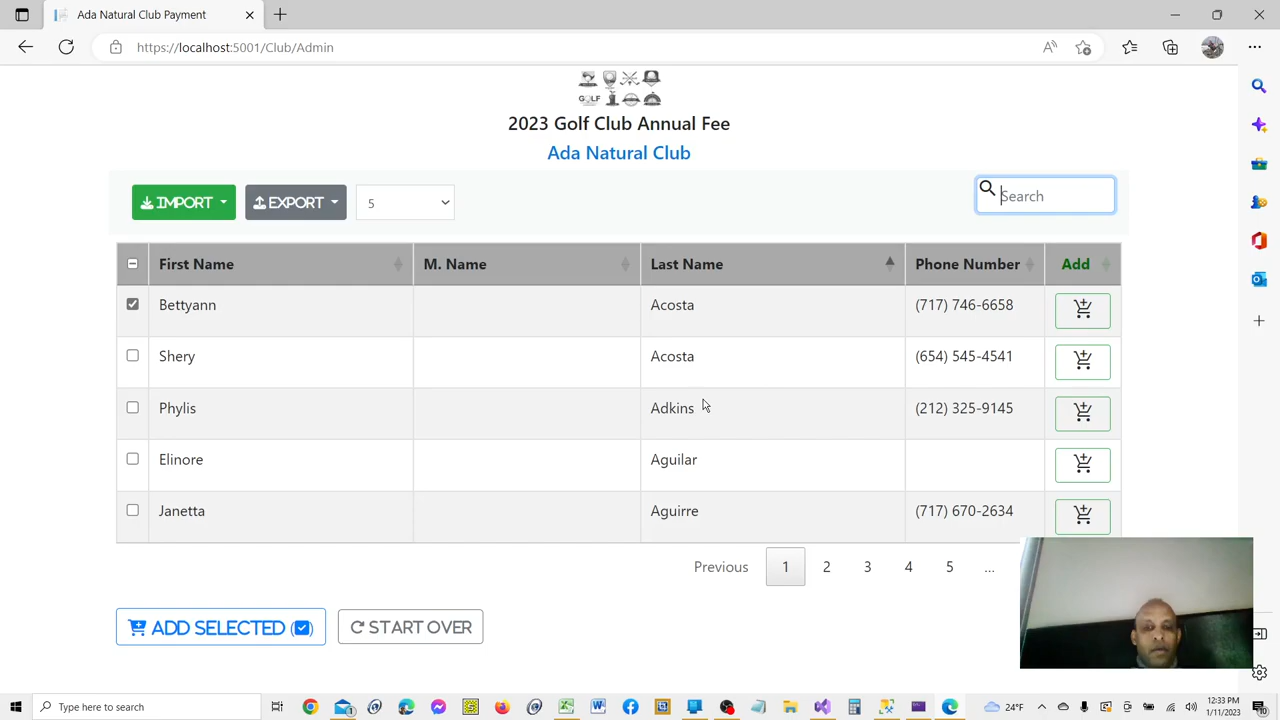 Ada Natural Club Payment
https://localhost:5001/Club/Admin
GOLF
2023 Golf Club Annual Fee
Ada Natural Club
IMPORT
EXPORT
5
Search
First Name M. Name Last Name Phone Number Add
Bettyann Acosta (717) 746-6658
Shery Acosta (654) 545-4541
Phylis Adkins (212) 325-9145
Elinore Aguilar
Janetta Aguirre (717) 670-2634
Previous 1 2 3 4 5 ...
ADD SELECTED ( ) START OVER
Type here to search
24°F
12:33 PM
1/11/2023